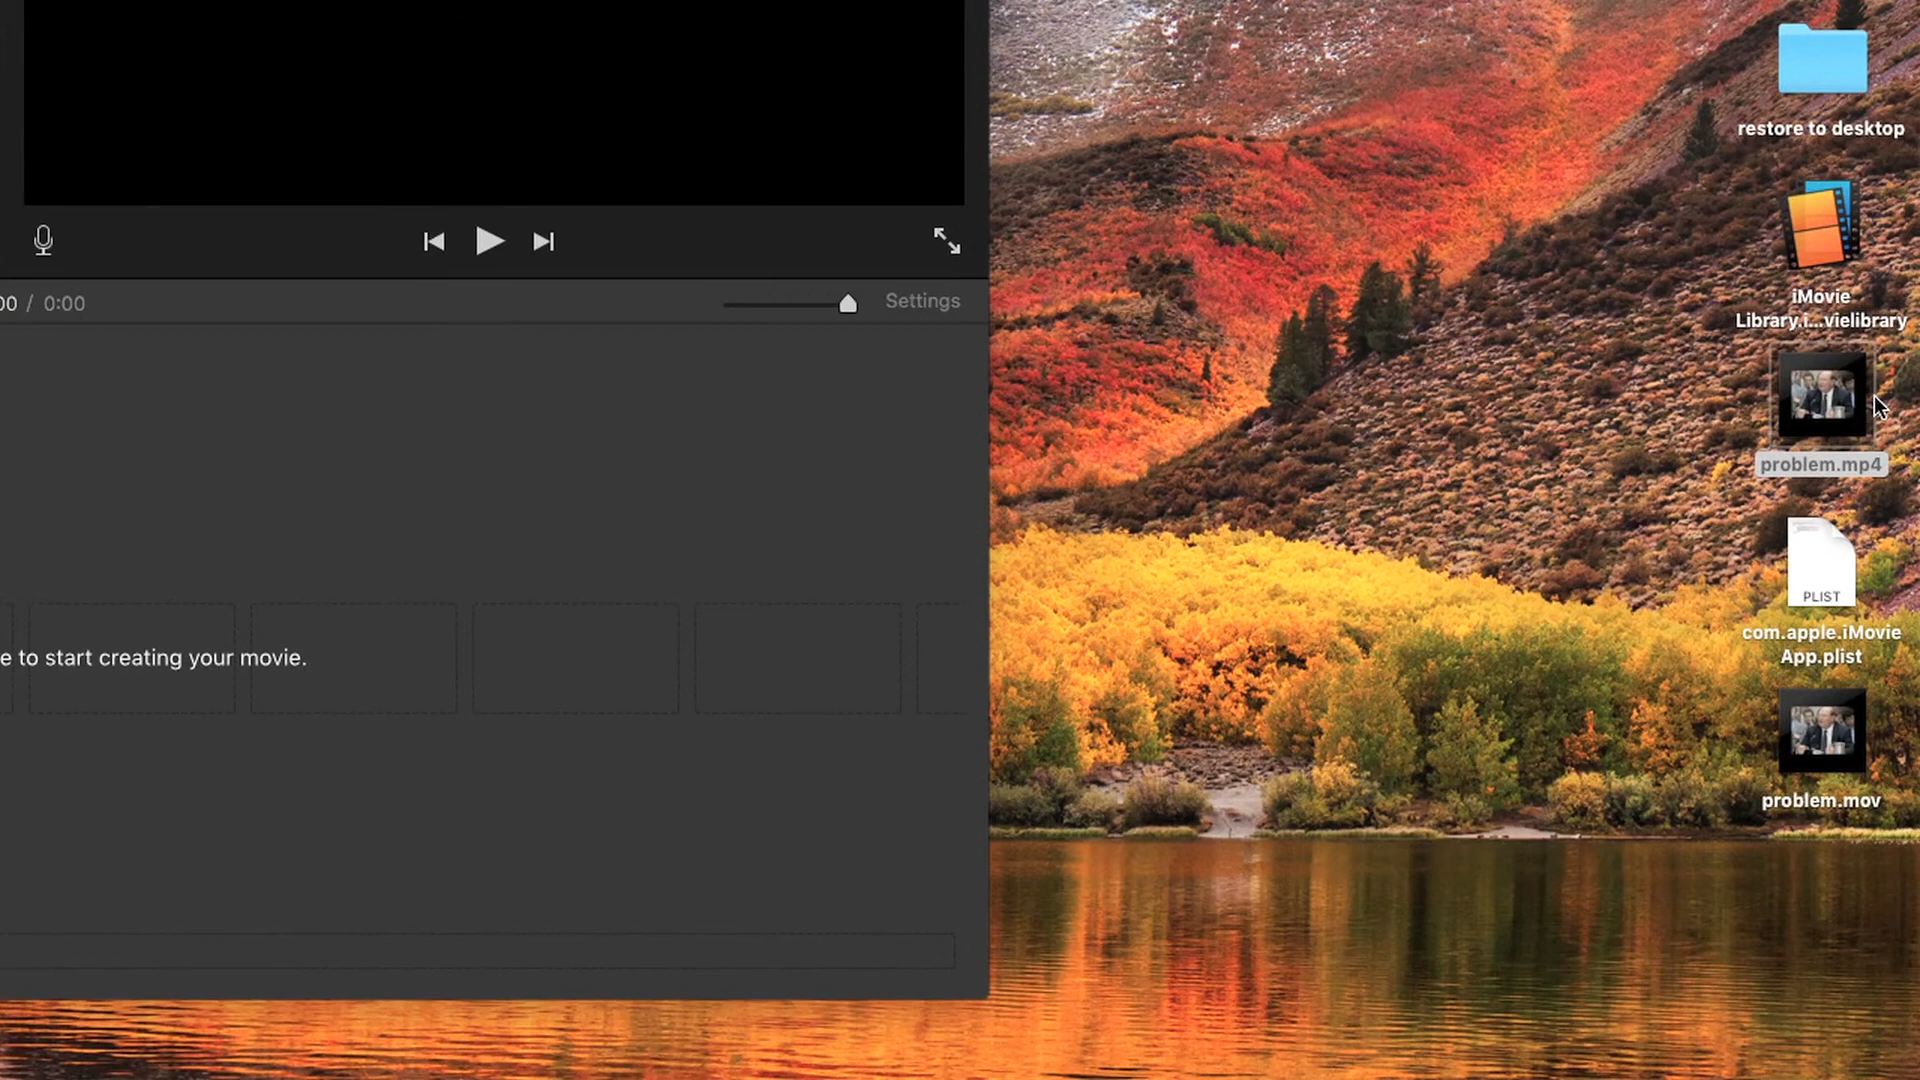 00 / 0:00
Settings
e to start creating your movie.
restore to desktop
iMovie
Library.i...vielibrary
problem.mp4
PLIST
com.apple.iMovie
App.plist
problem.mov